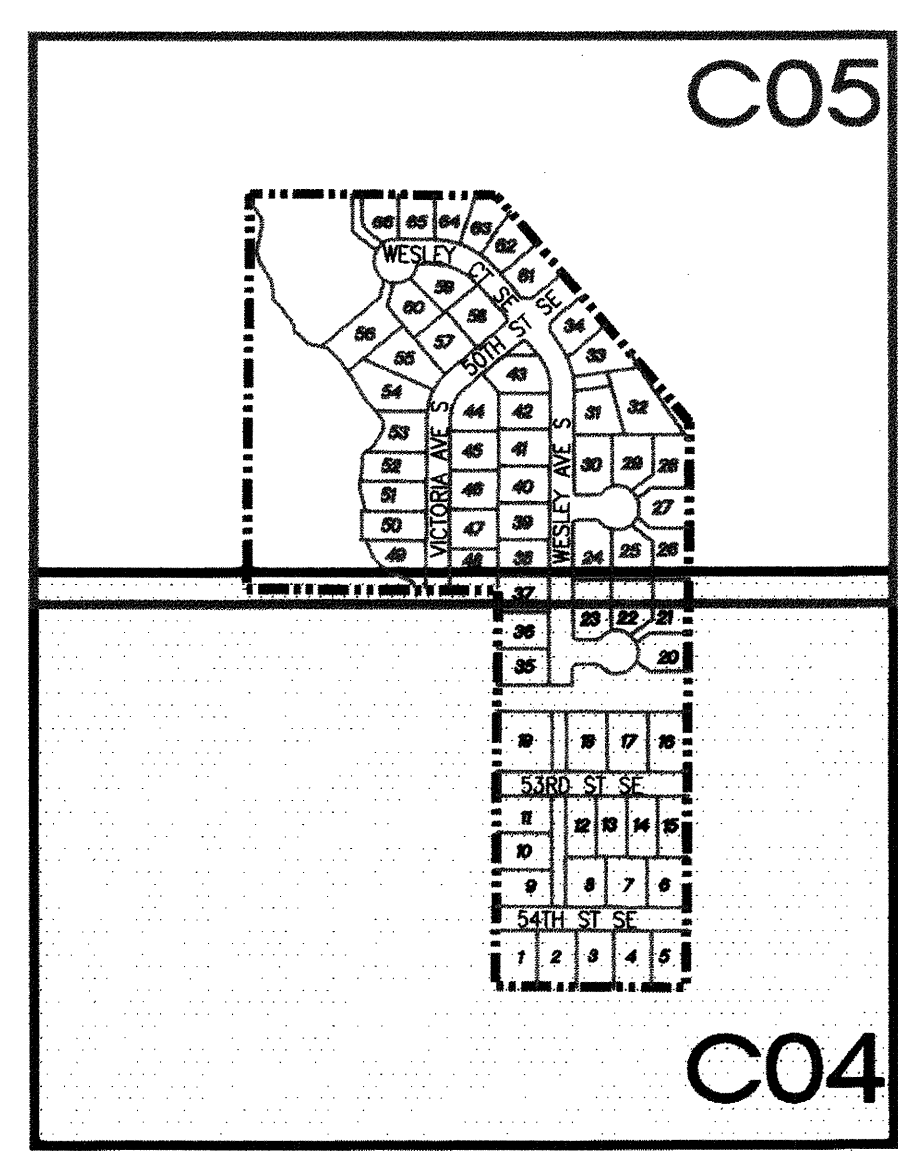 C05
66 65 64 63
62
WESLEY CT SE
61
59
60 58
50TH ST SE
34
56 57
55 33
43
54
44 42 31 32
VICTORIA AVE S
WESLEY AVE S
53
45 41
52 30 29 28
46 40
51
27
50 47 39
49 48 38 24 25 26
37
36 23 22 21
35 20
19 18 17 16
53RD ST SE
11 12 13 14 15
10
9 8 7 6
54TH ST SE
1 2 3 4 5
C04